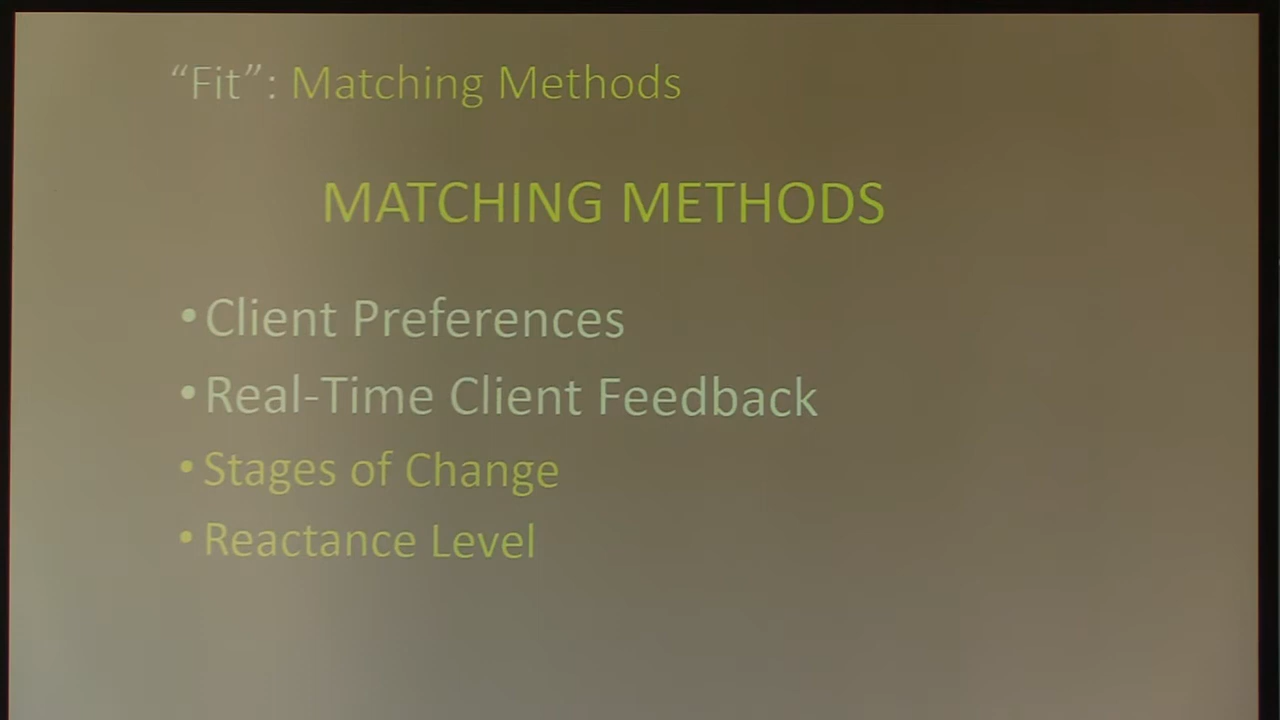 “Fit”: Matching Methods
MATCHING METHODS
• Client Preferences
• Real-Time Client Feedback
• Stages of Change
• Reactance Level